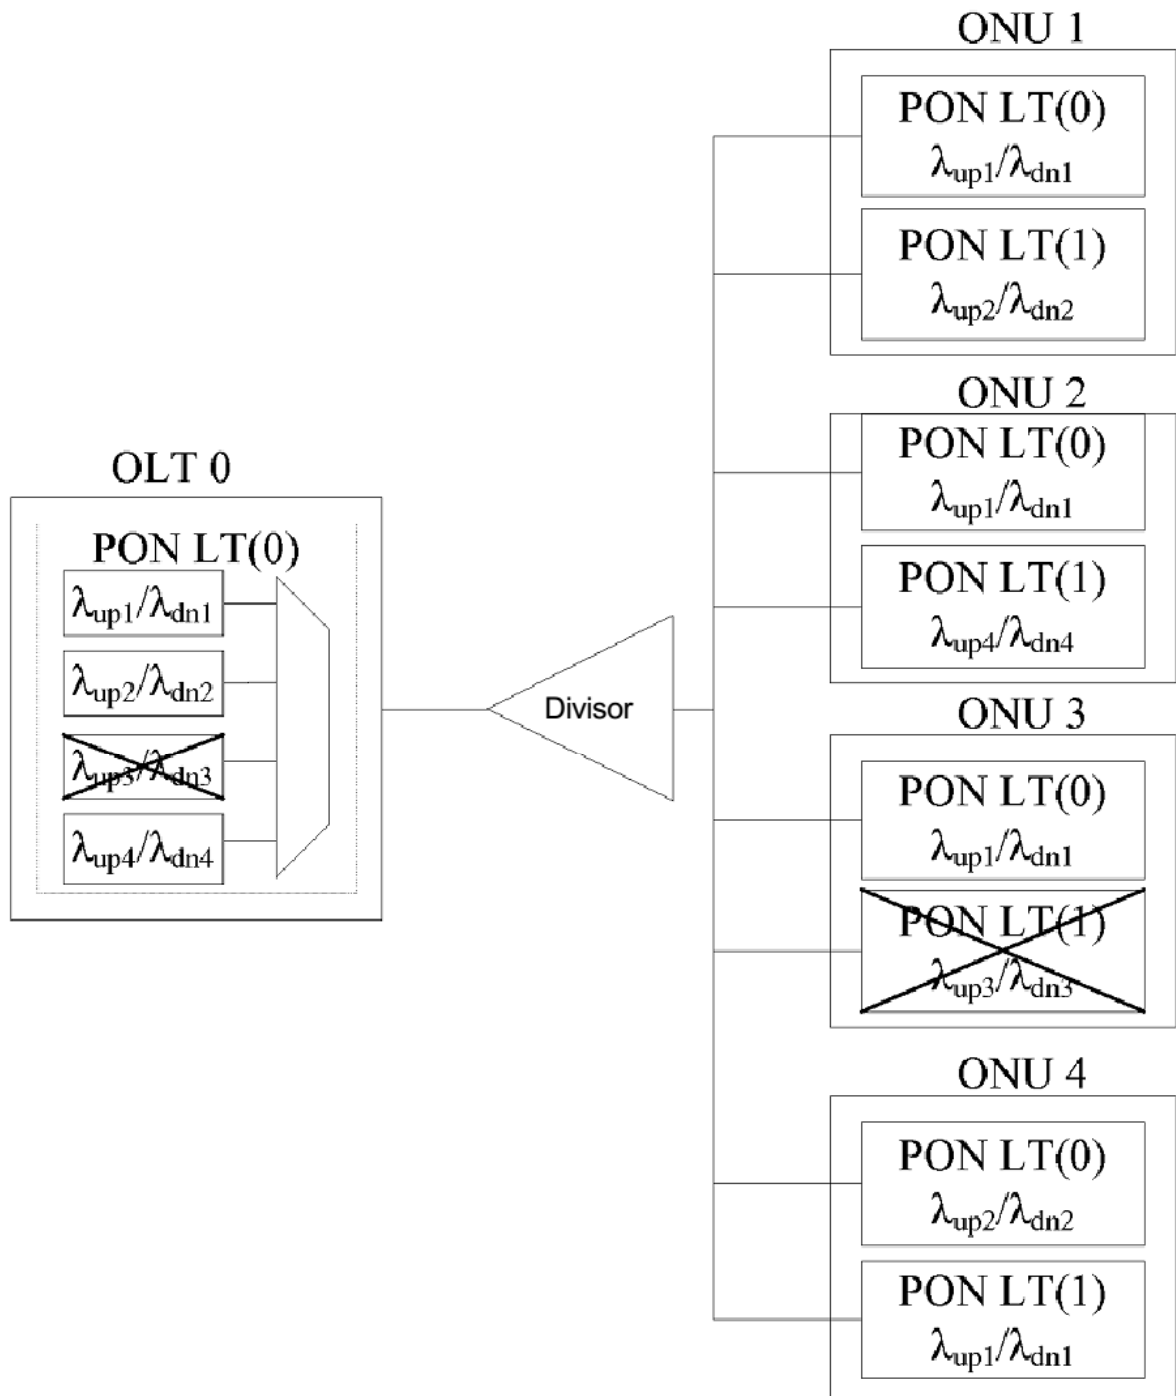 OLT 0
PON LT(0)
λup1/λdn1
λup2/λdn2
λup3/λdn3
λup4/λdn4
Divisor
ONU 1
PON LT(0)
λup1/λdn1
PON LT(1)
λup2/λdn2
ONU 2
PON LT(0)
λup1/λdn1
PON LT(1)
λup4/λdn4
ONU 3
PON LT(0)
λup1/λdn1
PON LT(1)
λup3/λdn3
ONU 4
PON LT(0)
λup2/λdn2
PON LT(1)
λup1/λdn1